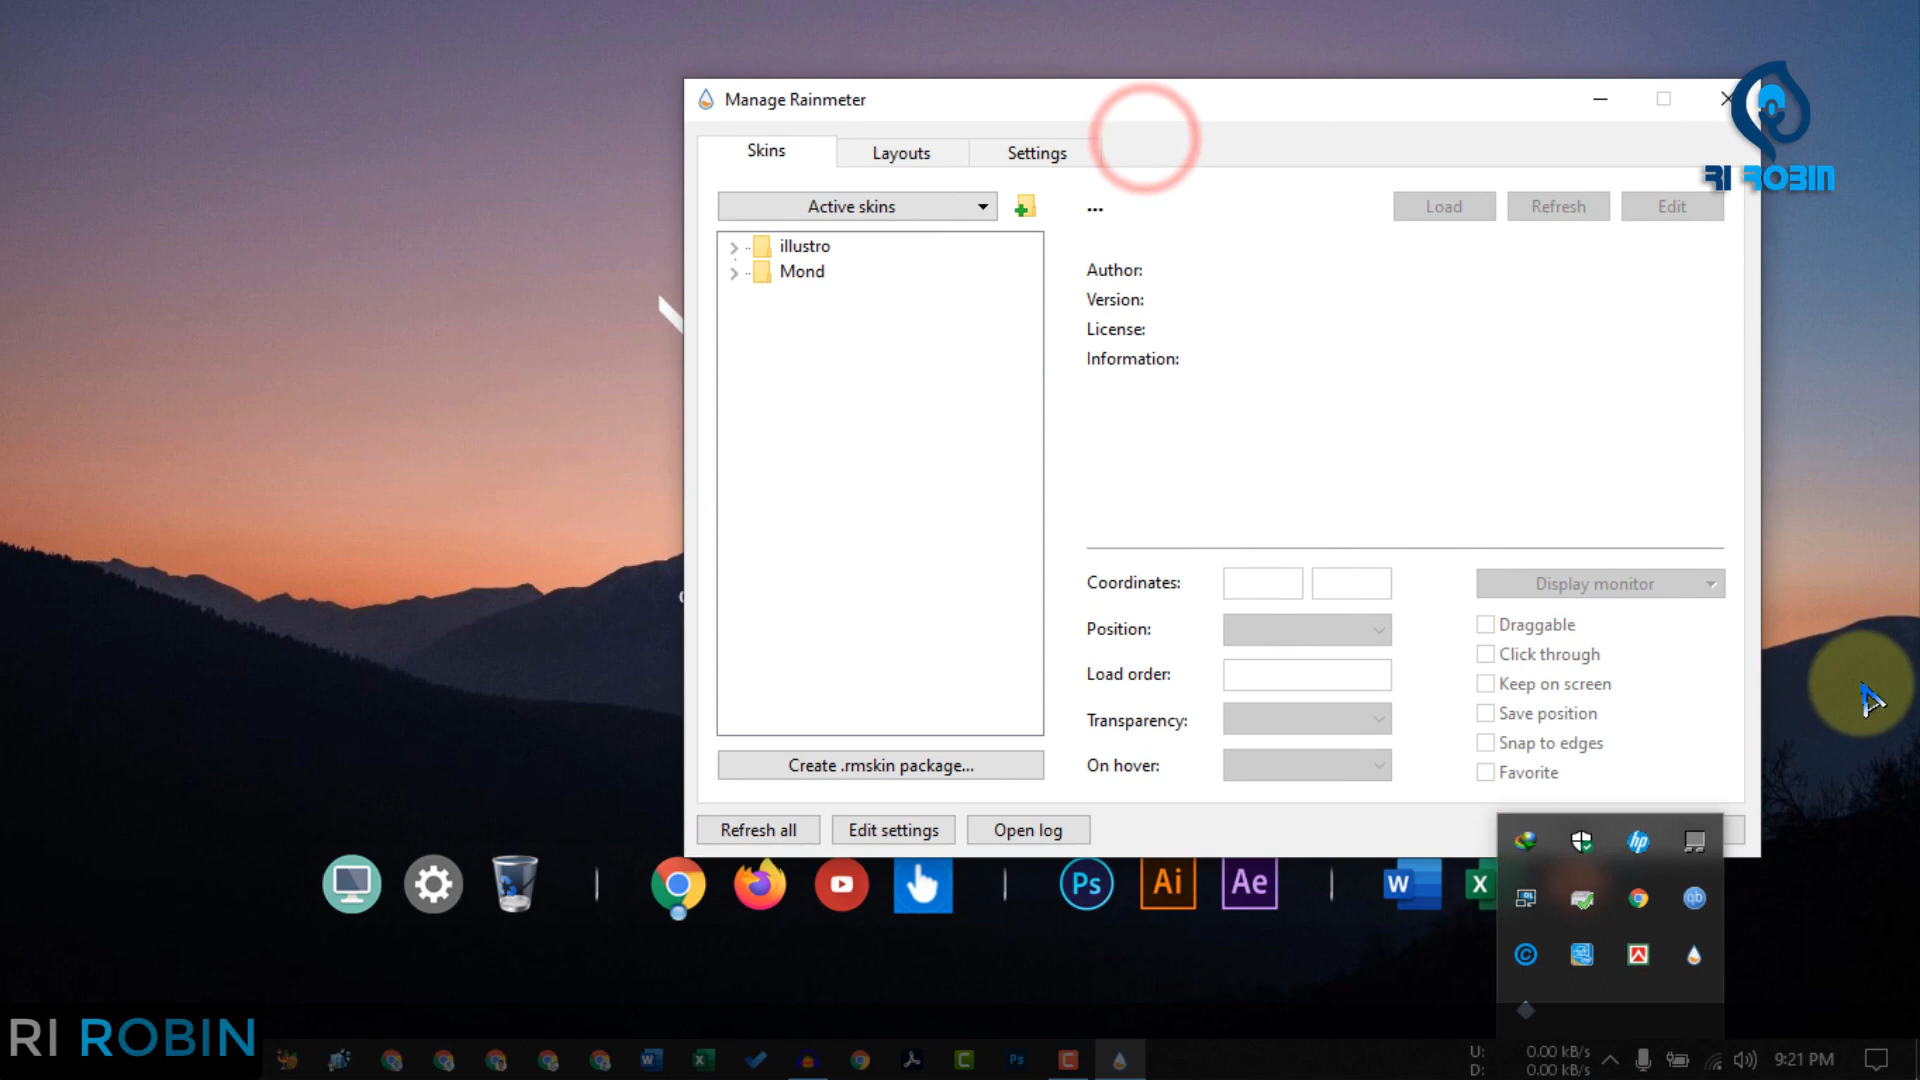 Manage Rainmeter
RI ROBIN
Skins
Layouts
Settings
Active skins
...
Load
Refresh
Edit
illustro
Mond
Author:
Version:
License:
Information:
Coordinates:
Display monitor
Position:
Draggable
Click through
Load order:
Keep on screen
Transparency:
Save position
Snap to edges
Create .rmskin package...
On hover:
Favorite
Refresh all
Edit settings
Open log
hp
Ps
Ai
Ae
W
X
qb
RI ROBIN
U: 0.00 kB/s
D: 0.00 kB/s
9:21 PM